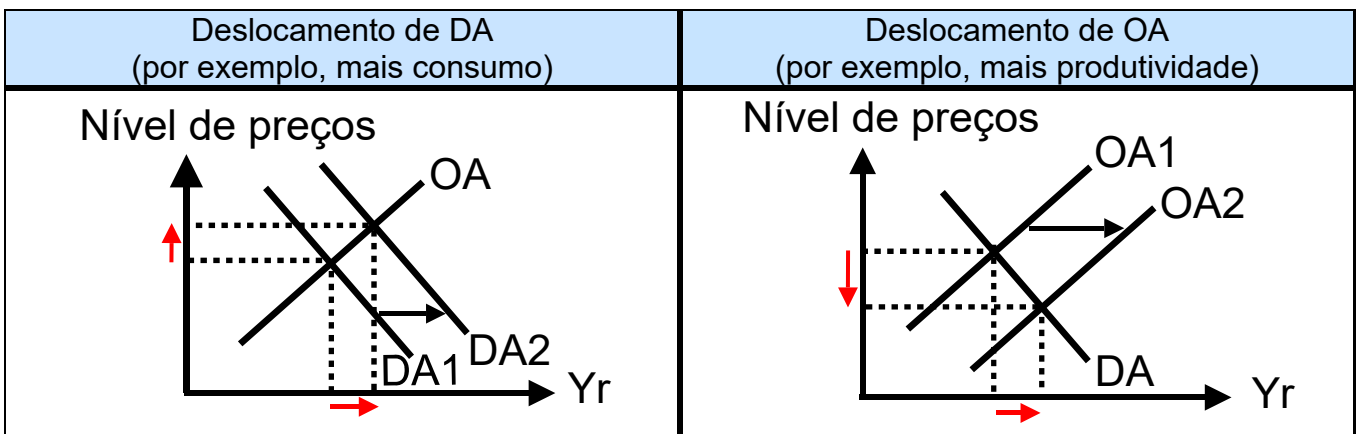 Deslocamento de DA
(por exemplo, mais consumo)
Deslocamento de OA
(por exemplo, mais produtividade)
Nível de preços
OA
DA1
DA2
Yr
Nível de preços
OA1
OA2
DA
Yr